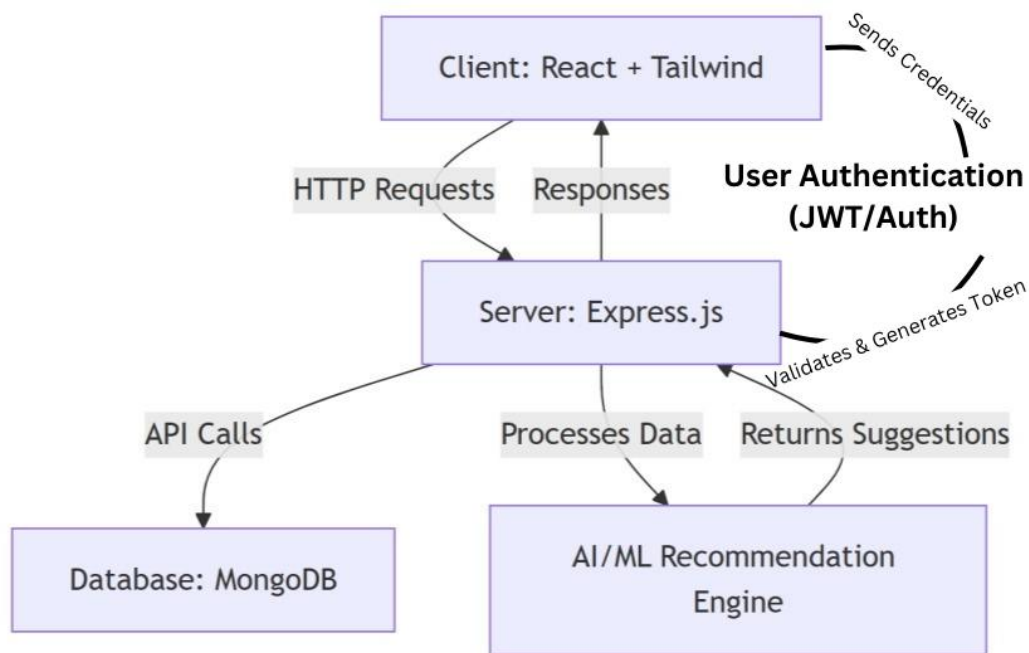 Client: React + Tailwind
Sends Credentials
HTTP Requests
Responses
User Authentication
(JWT/Auth)
Server: Express.js
Validates & Generates Token
API Calls
Processes Data
Returns Suggestions
Database: MongoDB
AI/ML Recommendation
Engine